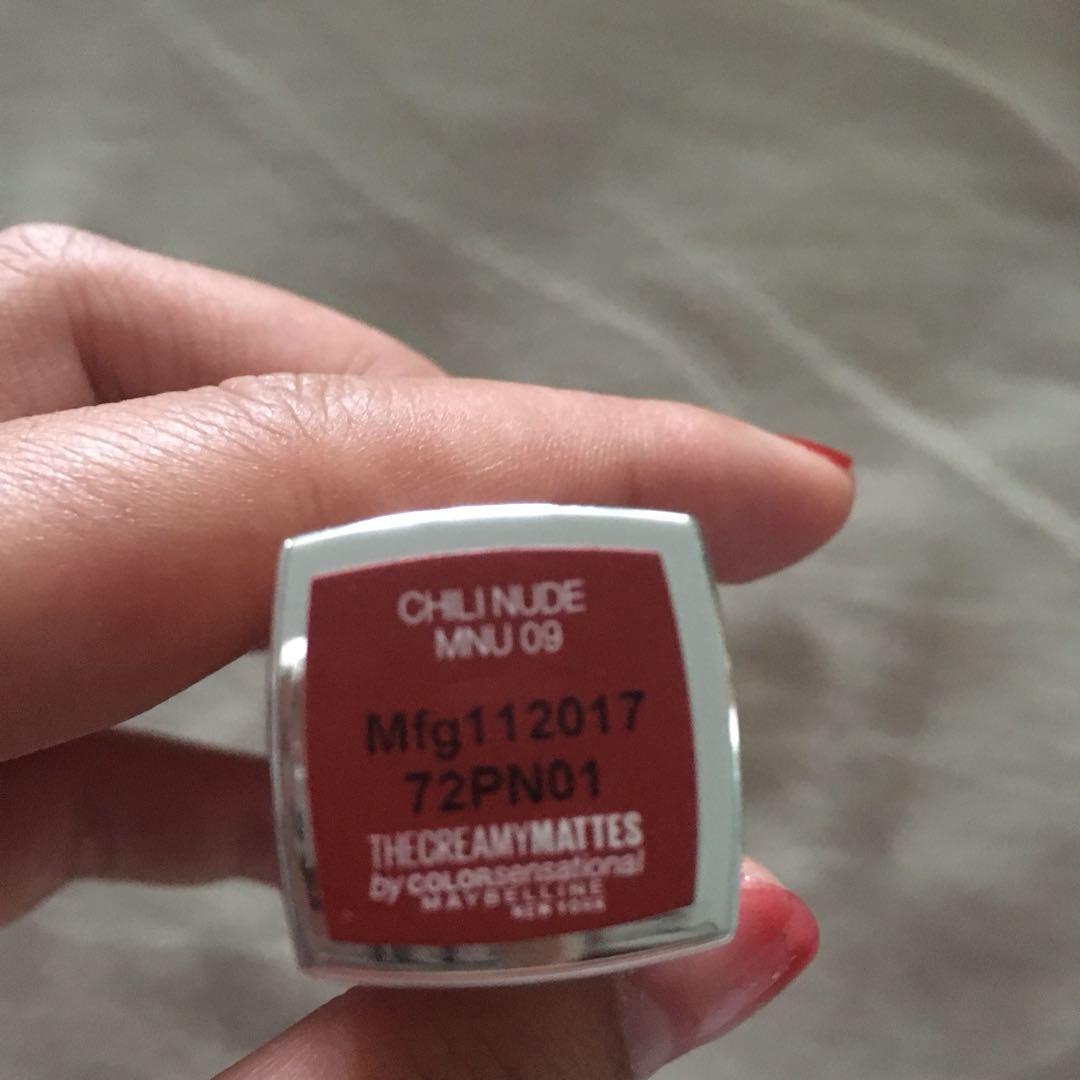 CHILI NUDE
MNU 09
Mfg112017
72PN01
THECREAMYMATTES
by COLORsensational
MAYBELLINE
NEW YORK